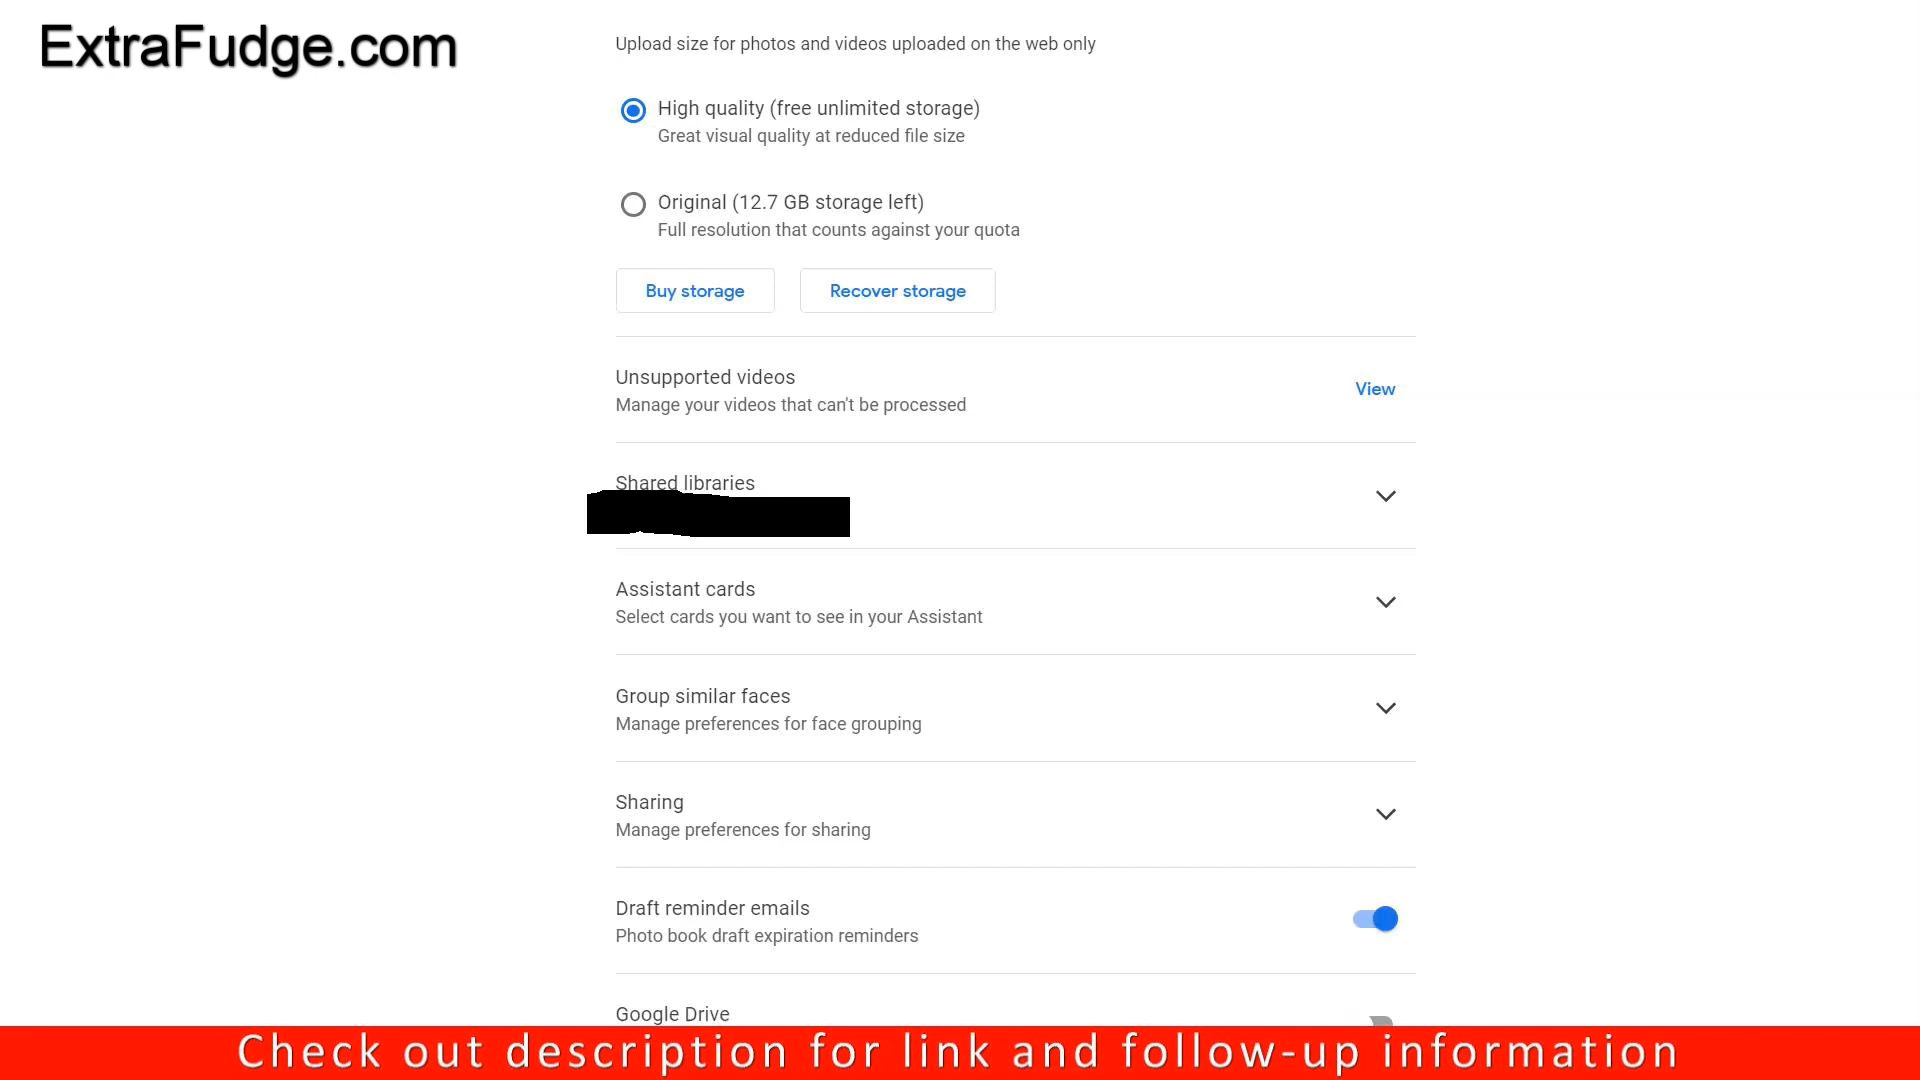 ExtraFudge.com
Upload size for photos and videos uploaded on the web only
High quality (free unlimited storage)
Great visual quality at reduced file size
Original (12.7 GB storage left)
Full resolution that counts against your quota
Buy storage
Recover storage
Unsupported videos
Manage your videos that can't be processed
View
Shared libraries
Assistant cards
Select cards you want to see in your Assistant
Group similar faces
Manage preferences for face grouping
Sharing
Manage preferences for sharing
Draft reminder emails
Photo book draft expiration reminders
Google Drive
Check out description for link and follow-up information